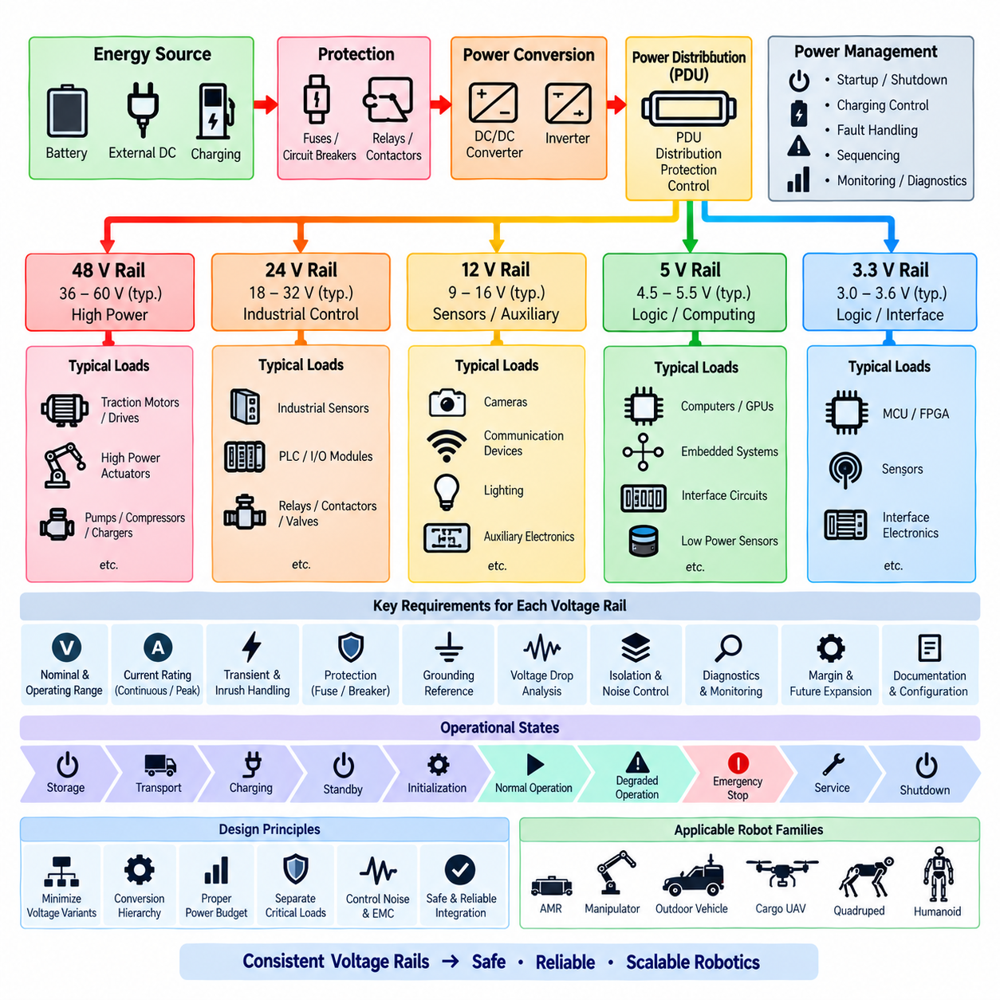 Energy Source
Battery
External DC
Charging
Protection
Fuses /
Circuit Breakers
Relays /
Contactors
Power Conversion
DC/DC
Converter
Inverter
Power Distribbution
(PDU)
PDU
Distribution
Protection
Control
Power Management
• Startup / Shutdown
• Charging Control
• Fault Handling
• Sequencing
• Monitoring / Diagnostics
48 V Rail
36 – 60 V (typ.)
High Power
24 V Rail
18 – 32 V (typ.)
Industrial Control
12 V Rail
9 – 16 V (typ.)
Sensors / Auxiliary
5 V Rail
4.5 – 5.5 V (typ.)
Logic / Computing
3.3 V Rail
3.0 – 3.6 V (typ.)
Logic / Interface
Typical Loads
Traction Motors
/ Drives
High Power
Actuators
Pumps / Compressors
/ Chargers
etc.
Typical Loads
Industrial Sensors
PLC / I/O Modules
Relays / Contactors
/ Valves
etc.
Typical Loads
Cameras
Communication
Devices
Lighting
Auxiliary Electronics
etc.
Typical Loads
Computers / GPUs
Embedded Systems
Interface Circuits
Low Power Sensors
etc.
Typical Loads
MCU / FPGA
Sensors
Interface
Electronics
etc.
Key Requirements for Each Voltage Rail
V
Nominal &
Operating Range
A
Current Rating
(Continuous / Peak)
Transient &
Inrush Handling
Protection
(Fuse / Breaker)
Grounding
Reference
Voltage Drop
Analysis
Isolation &
Noise Control
Diagnostics
& Monitoring
Margin &
Future Expansion
Documentation
& Configuration
Operational States
Storage
Transport
Charging
Standby
Initialization
Normal Operation
Degraded
Operation
Emergency
Stop
Service
Shutdown
Design Principles
Minimize
Voltage Variants
Conversion
Hierarchy
Proper
Power Budget
Separate
Critical Loads
Control Noise
& EMC
Safe & Reliable
Integration
Applicable Robot Families
AMR
Manipulator
Outdoor Vehicle
Cargo UAV
Quadruped
Humanoid
Consistent Voltage Rails → Safe • Reliable • Scalable Robotics